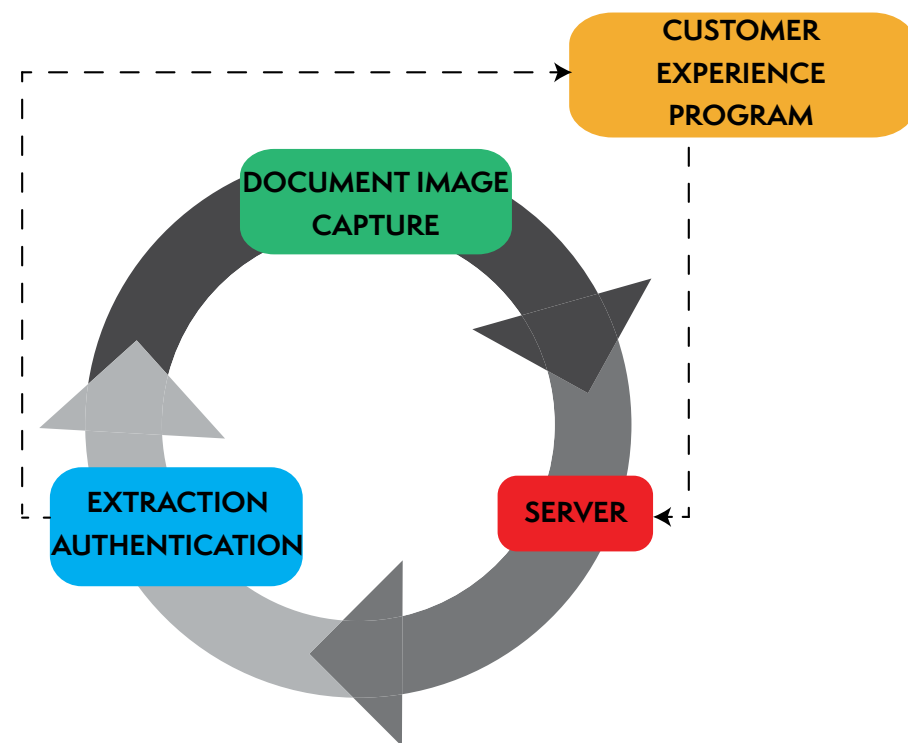 CUSTOMER
EXPERIENCE
PROGRAM
DOCUMENT IMAGE
CAPTURE
EXTRACTION
AUTHENTICATION
SERVER